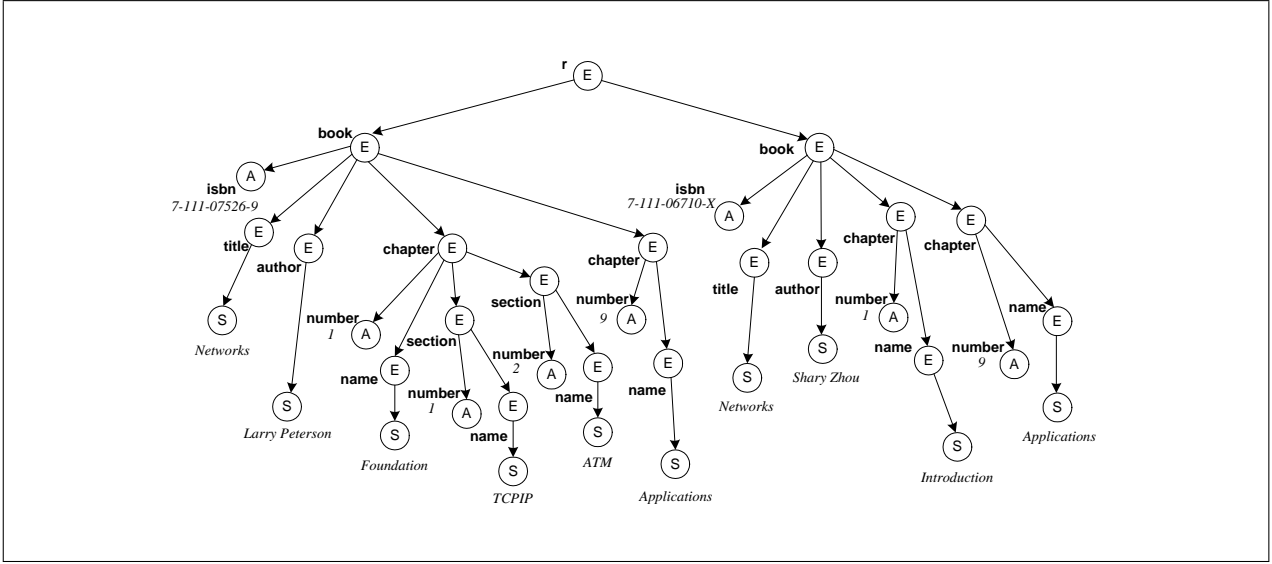 r
E
book
E
book
E
A
isbn
7-111-07526-9
isbn
7-111-06710-X
A
E
title
E
author
chapter
E
E
chapter
E
chapter
E
chapter
E
title
E
author
E
section
E
S
Networks
number
1
A
E
section
number
9
A
number
1
A
name
E
S
Shary Zhou
name
E
number
9
A
E
name
number
1
A
number
2
A
E
name
E
name
S
Networks
S
Larry Peterson
E
name
S
Applications
S
Foundation
S
ATM
S
Introduction
S
TCPIP
S
Applications